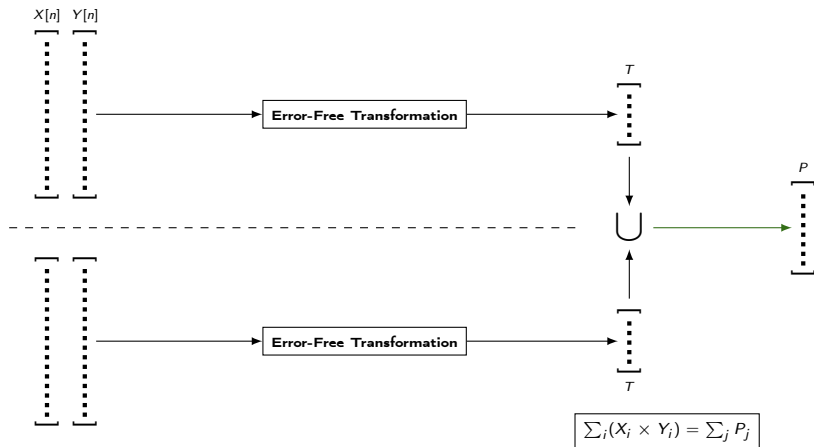 X[n] Y[n]
T
Error-Free Transformation
P
⋃
Error-Free Transformation
T
∑i(Xi × Yi) = ∑j Pj